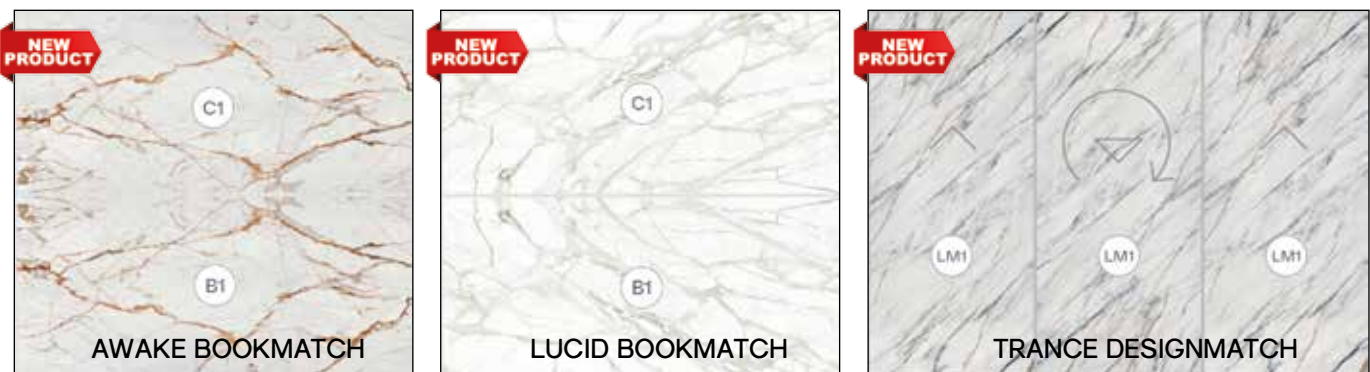 NEW
PRODUCT
C1
B1
AWAKE BOOKMATCH
NEW
PRODUCT
C1
B1
LUCID BOOKMATCH
NEW
PRODUCT
LM1
LM1
LM1
TRANCE DESIGNMATCH